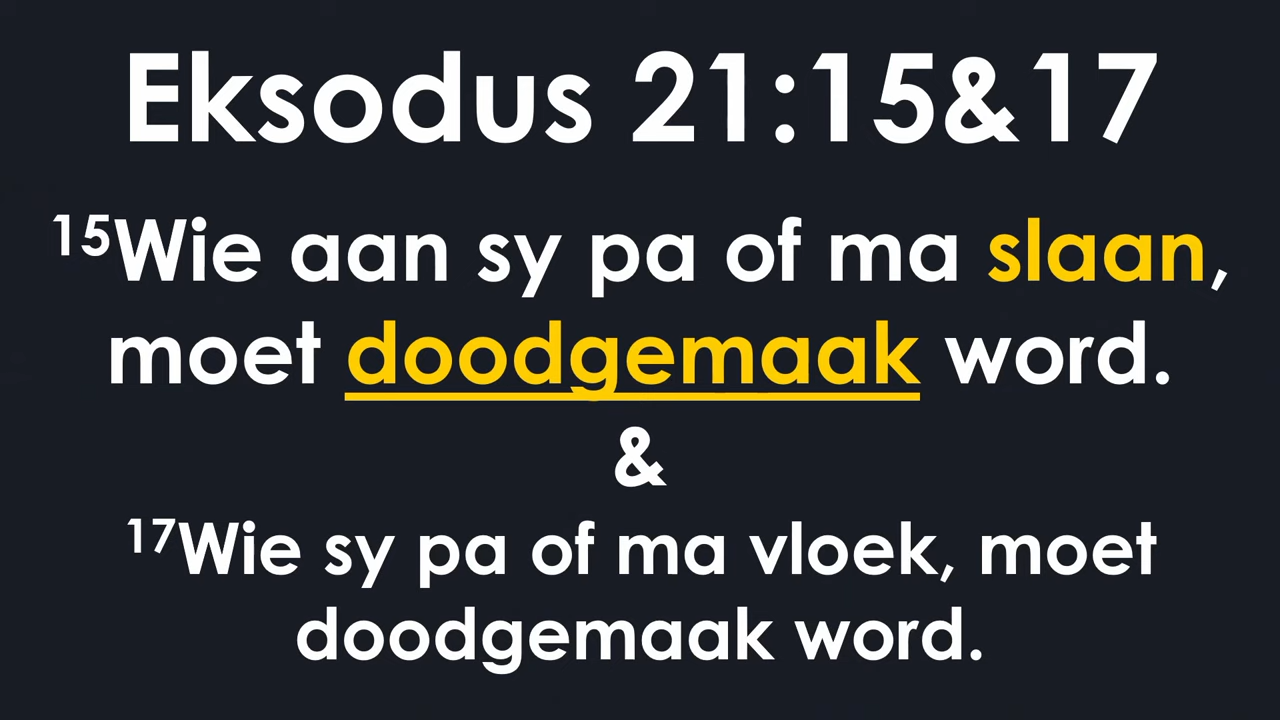 Eksodus 21:15&17
15Wie aan sy pa of ma slaan,
moet doodgemaak word.
&
17Wie sy pa of ma vloek, moet
doodgemaak word.